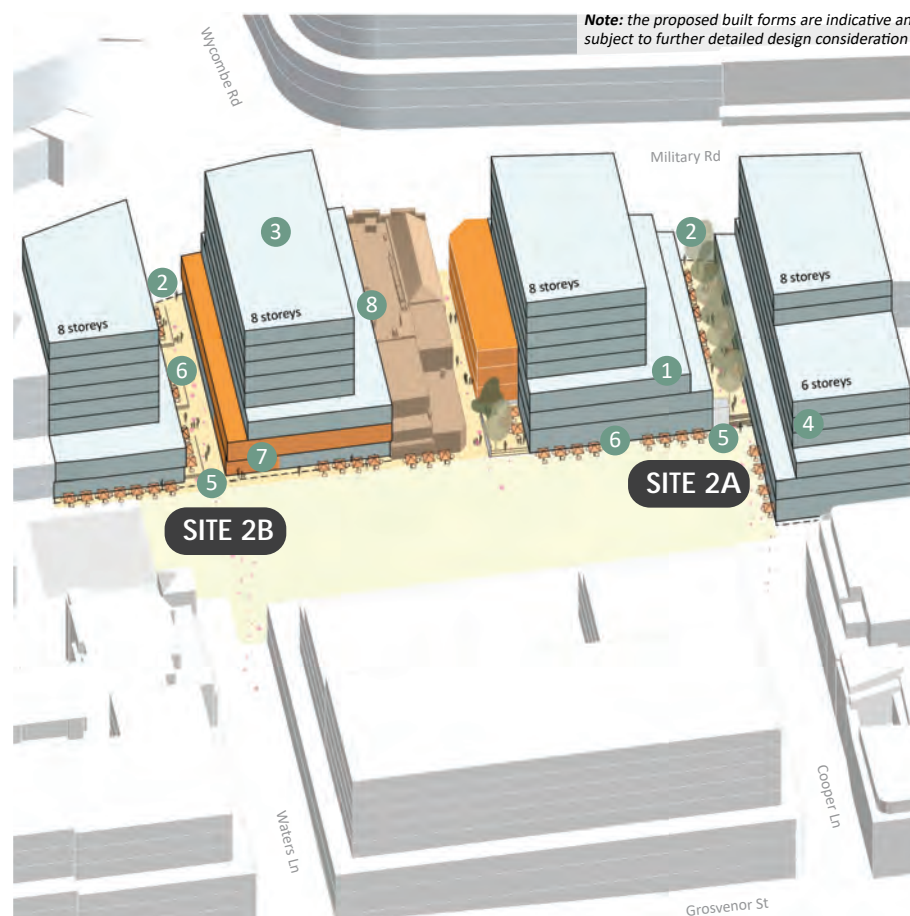 Note: the proposed built forms are indicative an
subject to further detailed design consideration
Wycombe Rd
Military Rd
3
2
2
8 storeys
8 storeys
8
8 storeys
8 storeys
6
1
6 storeys
4
7
6
5
5
SITE 2A
SITE 2B
Waters Ln
Cooper Ln
Grosvenor St